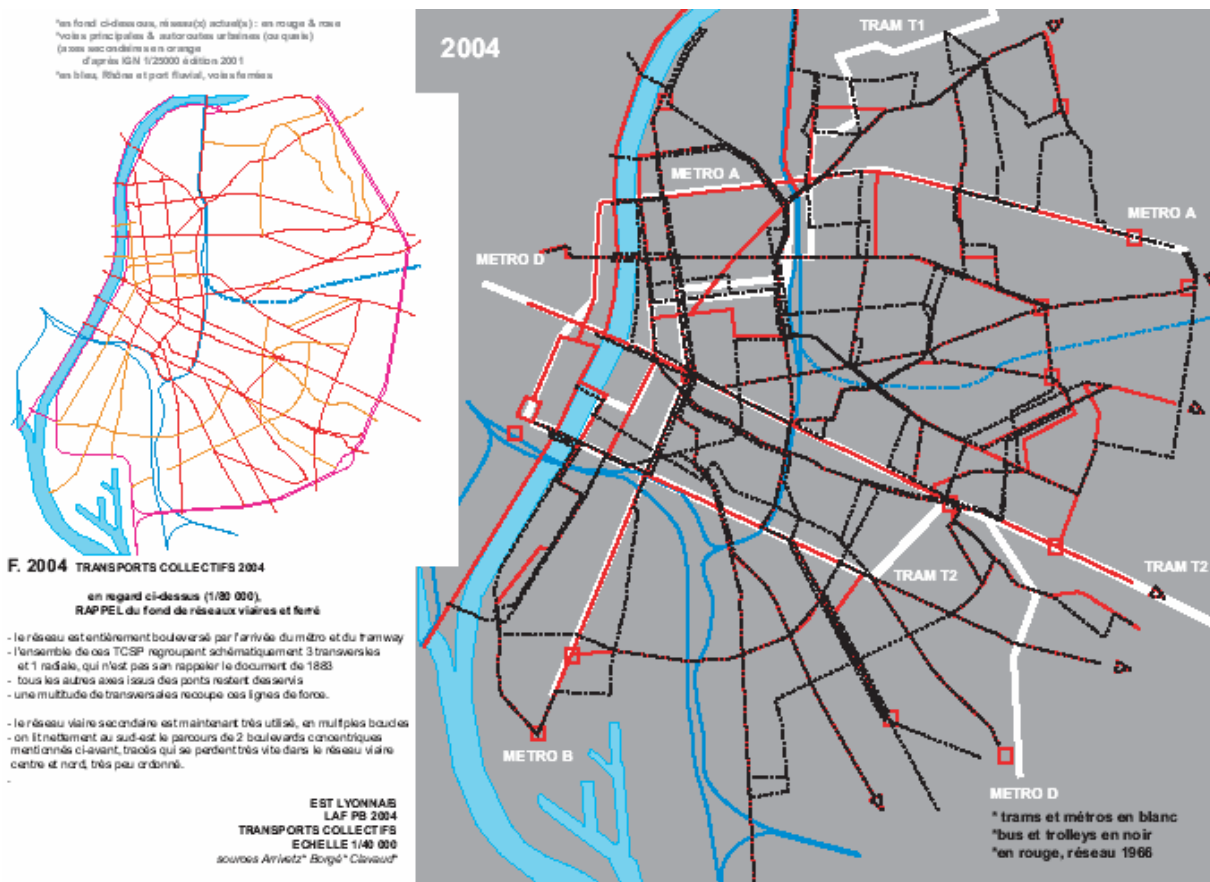 *en fond ci-dessous, réseau(x) actuel(s) : en rouge & rose
*voies principales & autoroutes urbaines (ou quais)
(axes secondaires en orange
d'après IGN 1/25000 édition 2001
*en bleu, Rhône et port fluvial, voies ferrées
F. 2004 TRANSPORTS COLLECTIFS 2004
en regard ci-dessus (1/80 000),
RAPPEL du fond de réseaux viaires et ferré
- le réseau est entièrement bouleversé par l'arrivée du métro et du tramway
- l'ensemble de ces TCSP regroupent schématiquement 3 transversales
et 1 radiale, qui n'est pas san rappeler le document de 1883
- tous les autres axes issus des ponts restent desservis
- une multitude de transversales recoupe ces lignes de force.
- le réseau viaire secondaire est maintenant très utilisé, en multiples boucles
- on lit nettement au sud-est le parcours de 2 boulevards concentriques
mentionnés ci-avant, tracés qui se perdent très vite dans le réseau viaire
centre et nord, très peu ordonné.
-
EST LYONNAIS
LAF PB 2004
TRANSPORTS COLLECTIFS
ECHELLE 1/40 000
sources Arrivetz* Borgé* Clavaud*
2004
TRAM T1
METRO A
METRO A
METRO D
TRAM T2
TRAM T2
METRO B
METRO D
* trams et métros en blanc
*bus et trolleys en noir
*en rouge, réseau 1966